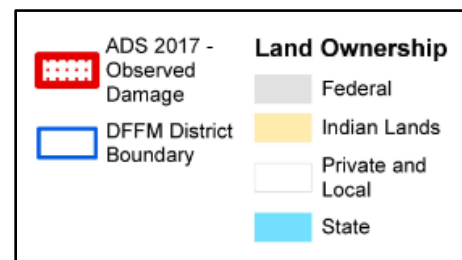 ADS 2017 -
Observed
Damage
DFFM District
Boundary
Land Ownership
Federal
Indian Lands
Private and
Local
State